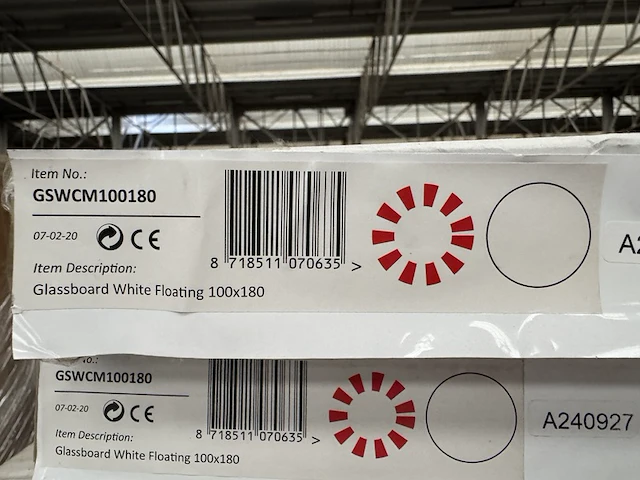 Item No.:
GSWCM100180
07-02-20 CE
Item Description:
Glassboard White Floating 100x180
8 718511 070635 >
GSWCM100180
07-02-20 CE
Item Description:
Glassboard White Floating 100x180
8 718511 070635 >
A240927